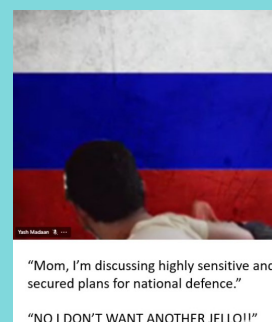 Yash Madaan
"Mom, I'm discussing highly sensitive and
secured plans for national defence."
"NO I DON'T WANT ANOTHER JELLO!!"